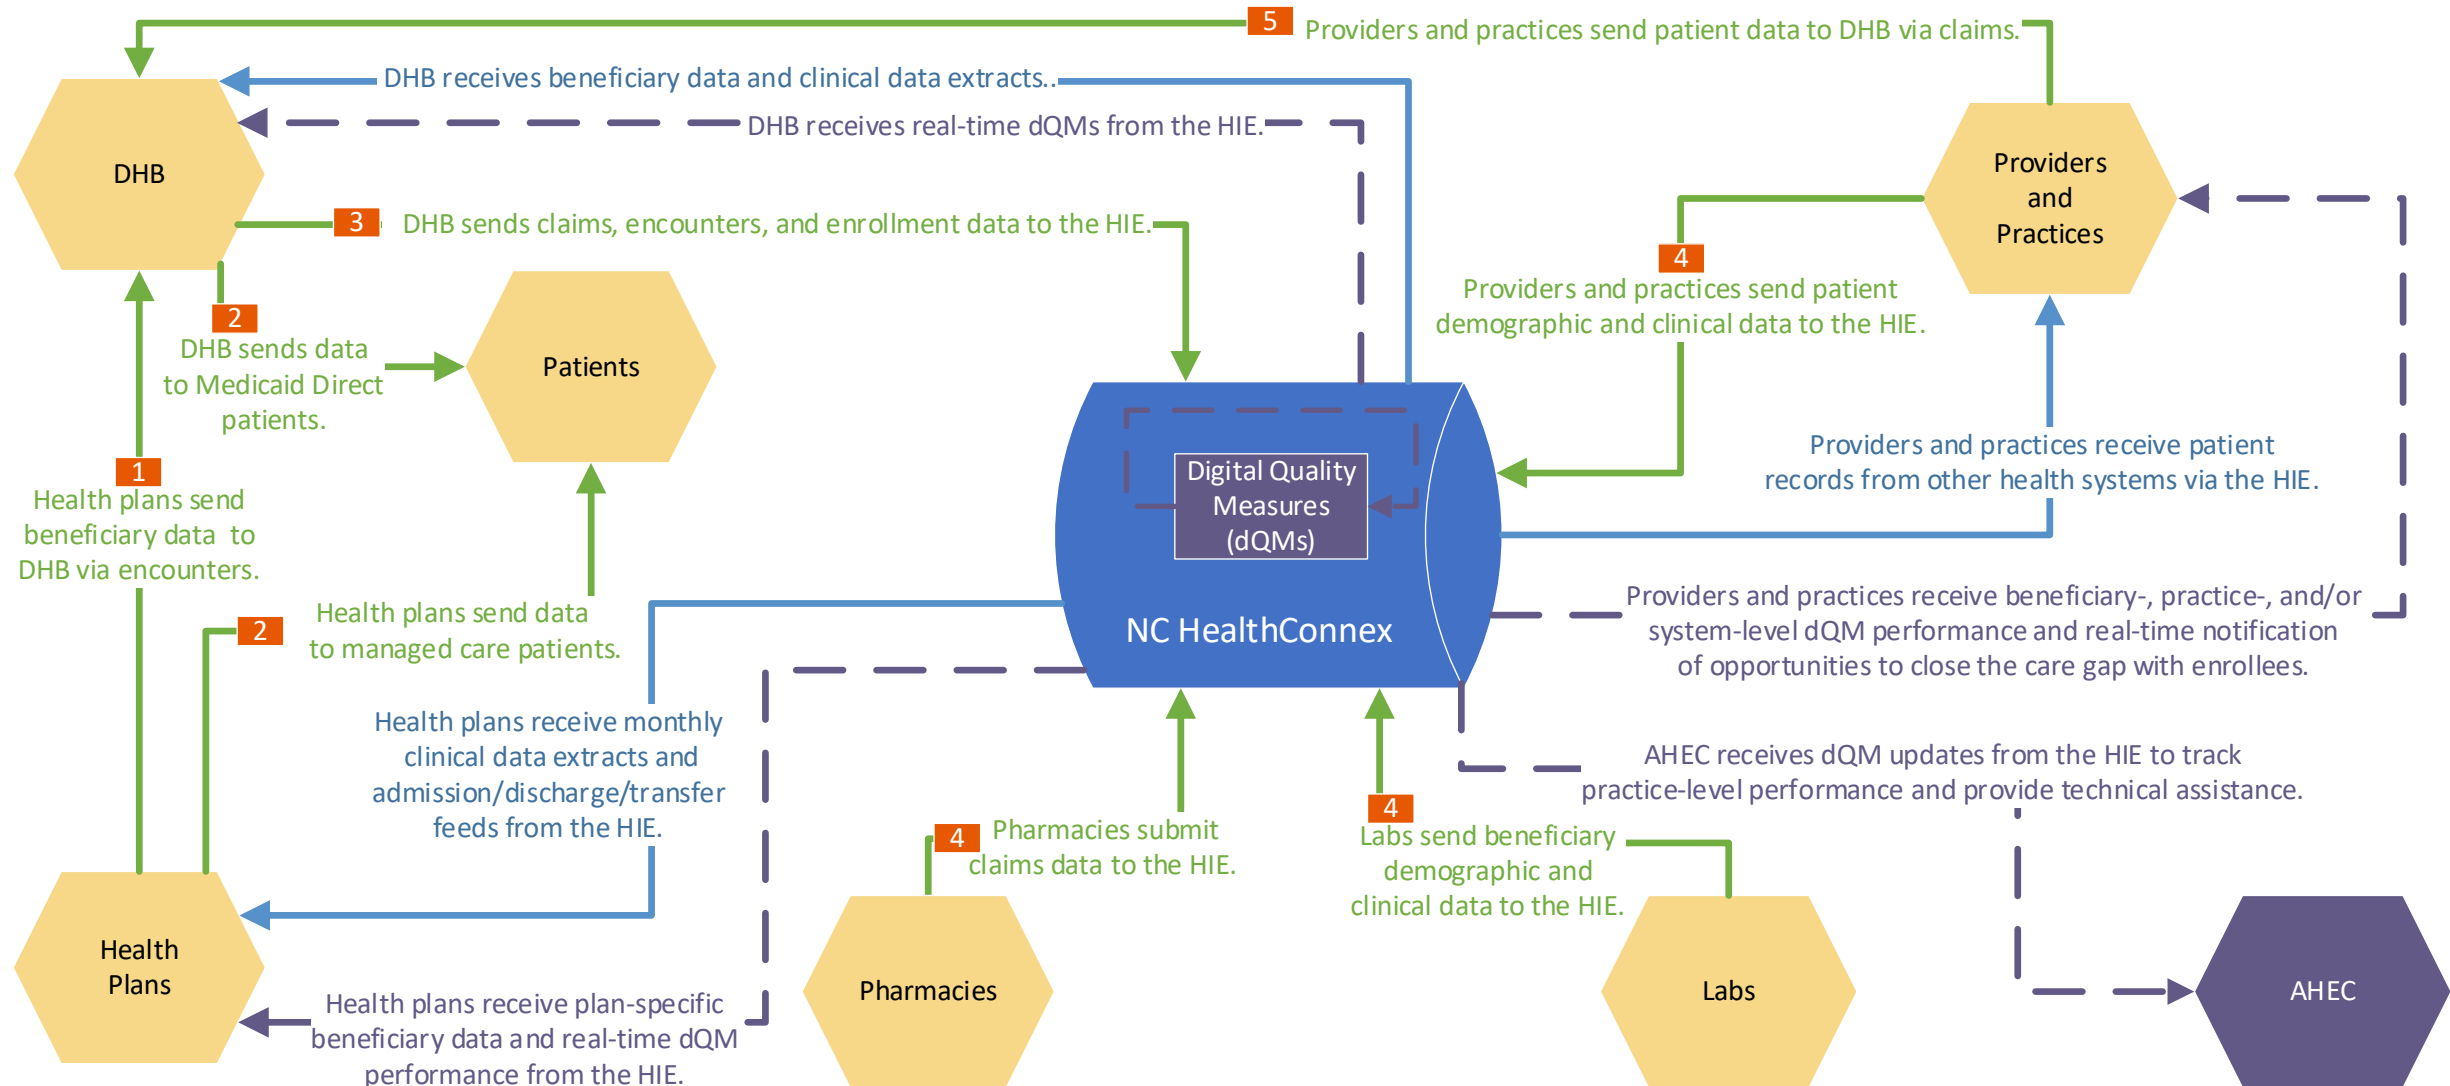 5
Providers and practices send patient data to DHB via claims.
DHB receives beneficiary data and clinical data extracts..
DHB receives real-time dQMs from the HIE.
DHB
Providers
and
Practices
3
DHB sends claims, encounters, and enrollment data to the HIE.
4
Providers and practices send patient
demographic and clinical data to the HIE.
2
DHB sends data
to Medicaid Direct
patients.
Patients
1
Health plans send
beneficiary data to
DHB via encounters.
Digital Quality
Measures
(dQMs)
NC HealthConnex
Providers and practices receive patient
records from other health systems via the HIE.
2
Health plans send data
to managed care patients.
Providers and practices receive beneficiary-, practice-, and/or
system-level dQM performance and real-time notification
of opportunities to close the care gap with enrollees.
Health plans receive monthly
clinical data extracts and
admission/discharge/transfer
feeds from the HIE.
AHEC receives dQM updates from the HIE to track
practice-level performance and provide technical assistance.
4
Pharmacies submit
claims data to the HIE.
4
Labs send beneficiary
demographic and
clinical data to the HIE.
Health
Plans
Health plans receive plan-specific
beneficiary data and real-time dQM
performance from the HIE.
Pharmacies
Labs
AHEC